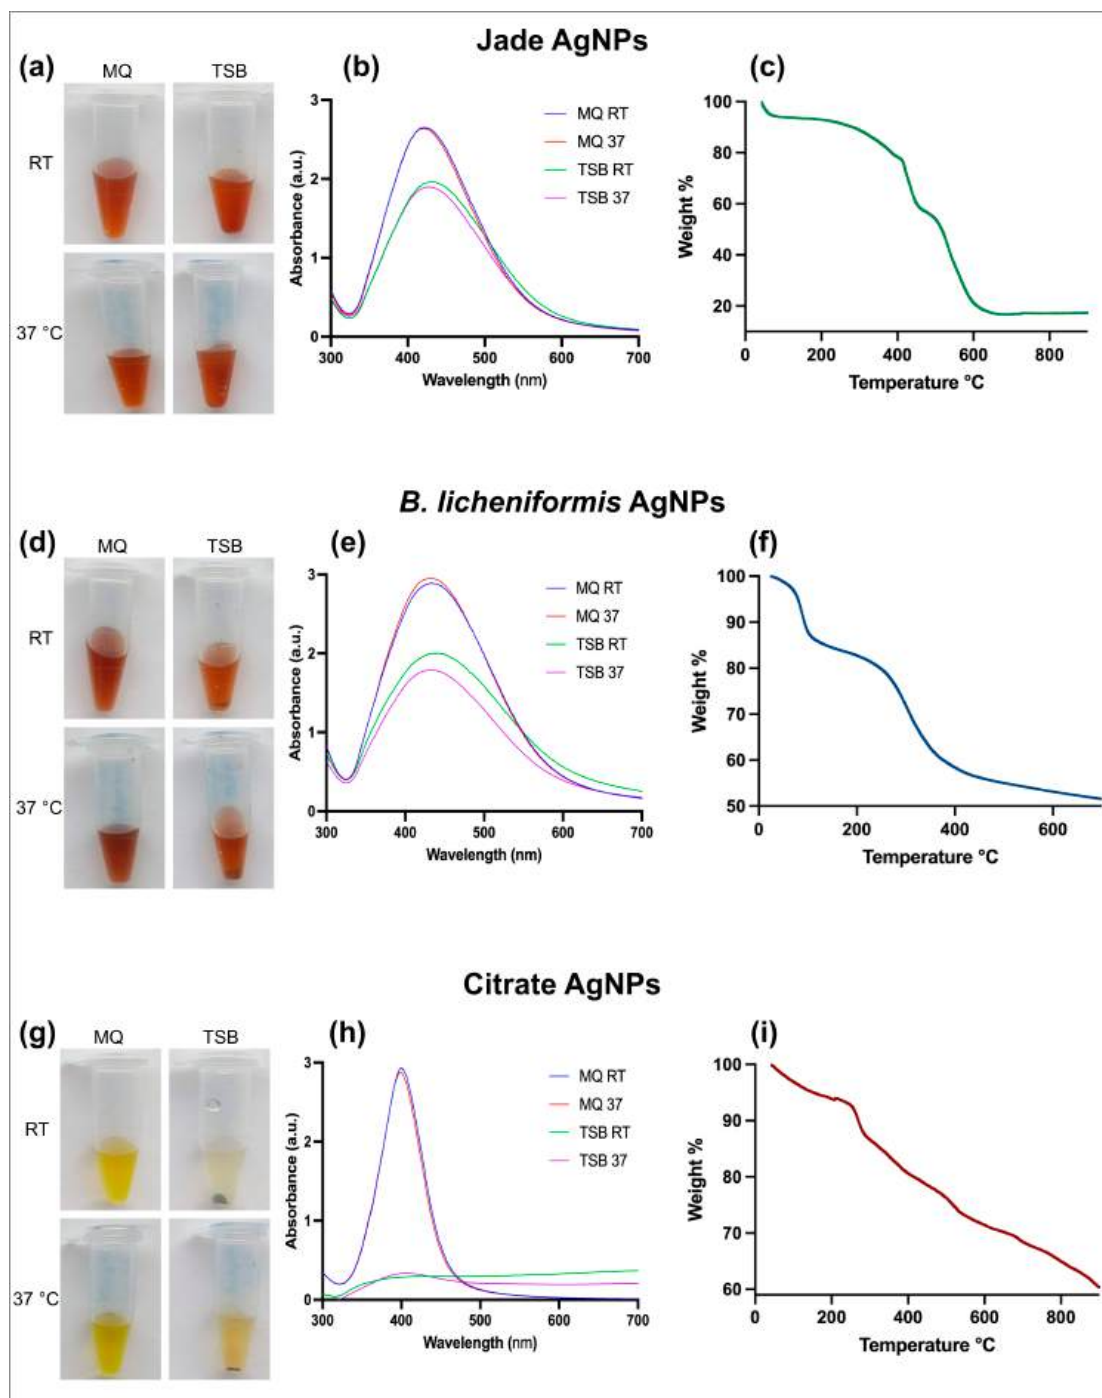 Jade AgNPs
(a)
MQ
TSB
RT
37 °C
(b)
3
2
1
0
Absorbance (a.u.)
300
400
500
600
700
Wavelength (nm)
MQ RT
MQ 37
TSB RT
TSB 37
(c)
100
80
60
40
20
Weight %
0
200
400
600
800
Temperature °C
B. licheniformis AgNPs
(d)
MQ
TSB
RT
37 °C
(e)
3
2
1
0
Absorbance (a.u.)
300
400
500
600
700
Wavelength (nm)
MQ RT
MQ 37
TSB RT
TSB 37
(f)
100
90
80
70
60
50
Weight %
0
200
400
600
Temperature °C
Citrate AgNPs
(g)
MQ
TSB
RT
37 °C
(h)
3
2
1
0
Absorbance (a.u.)
300
400
500
600
700
Wavelength (nm)
MQ RT
MQ 37
TSB RT
TSB 37
(i)
100
90
80
70
60
Weight %
0
200
400
600
800
Temperature °C